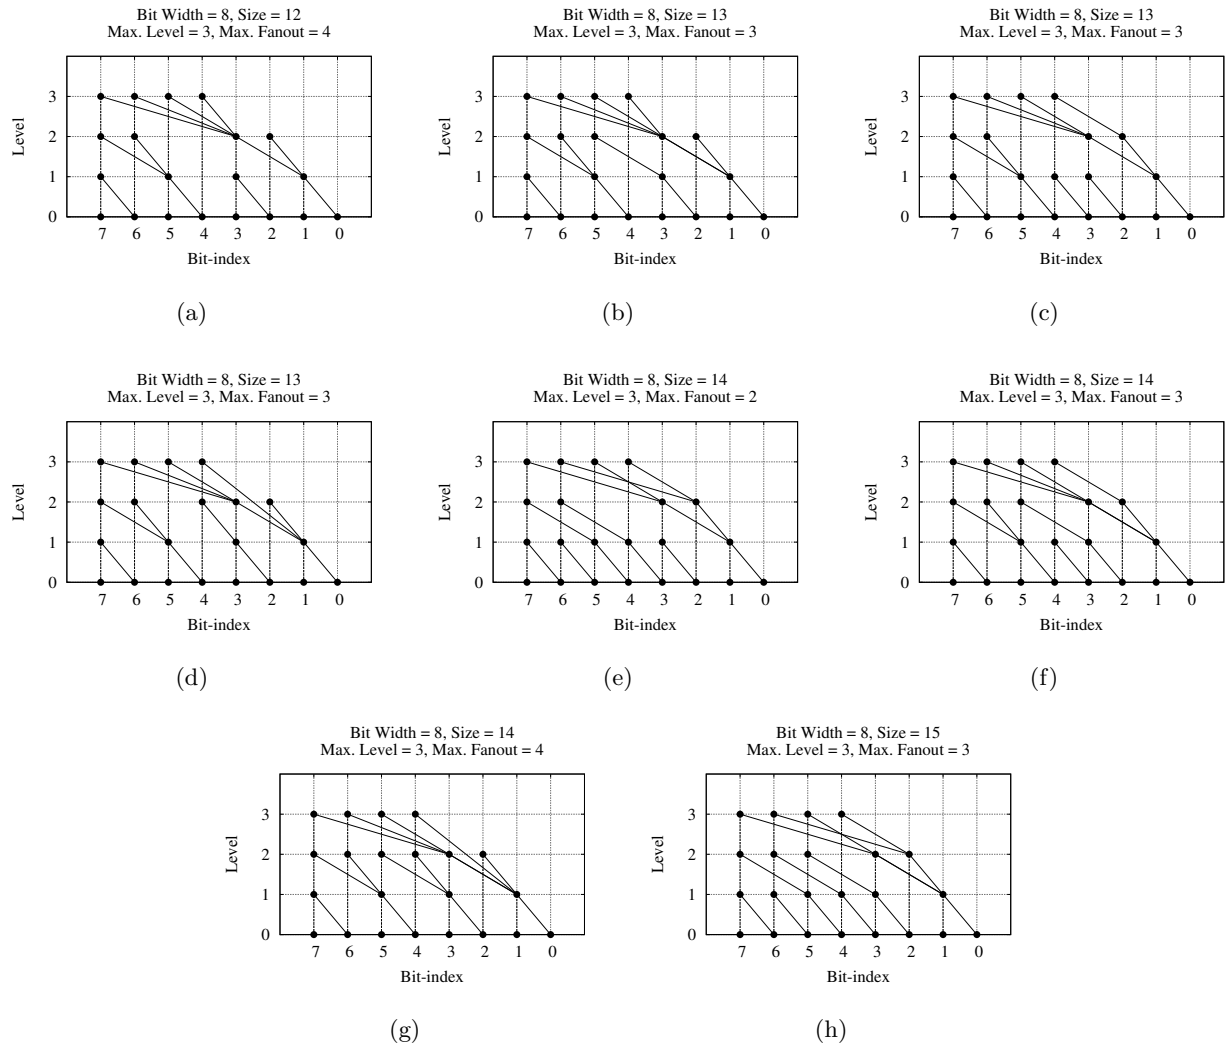 Bit Width = 8, Size = 12
Max. Level = 3, Max. Fanout = 4
Level
3
2
1
0
7 6 5 4 3 2 1 0
Bit-index
(a)
Bit Width = 8, Size = 13
Max. Level = 3, Max. Fanout = 3
Level
3
2
1
0
7 6 5 4 3 2 1 0
Bit-index
(b)
Bit Width = 8, Size = 13
Max. Level = 3, Max. Fanout = 3
Level
3
2
1
0
7 6 5 4 3 2 1 0
Bit-index
(c)
Bit Width = 8, Size = 13
Max. Level = 3, Max. Fanout = 3
Level
3
2
1
0
7 6 5 4 3 2 1 0
Bit-index
(d)
Bit Width = 8, Size = 14
Max. Level = 3, Max. Fanout = 2
Level
3
2
1
0
7 6 5 4 3 2 1 0
Bit-index
(e)
Bit Width = 8, Size = 14
Max. Level = 3, Max. Fanout = 3
Level
3
2
1
0
7 6 5 4 3 2 1 0
Bit-index
(f)
Bit Width = 8, Size = 14
Max. Level = 3, Max. Fanout = 4
Level
3
2
1
0
7 6 5 4 3 2 1 0
Bit-index
(g)
Bit Width = 8, Size = 15
Max. Level = 3, Max. Fanout = 3
Level
3
2
1
0
7 6 5 4 3 2 1 0
Bit-index
(h)